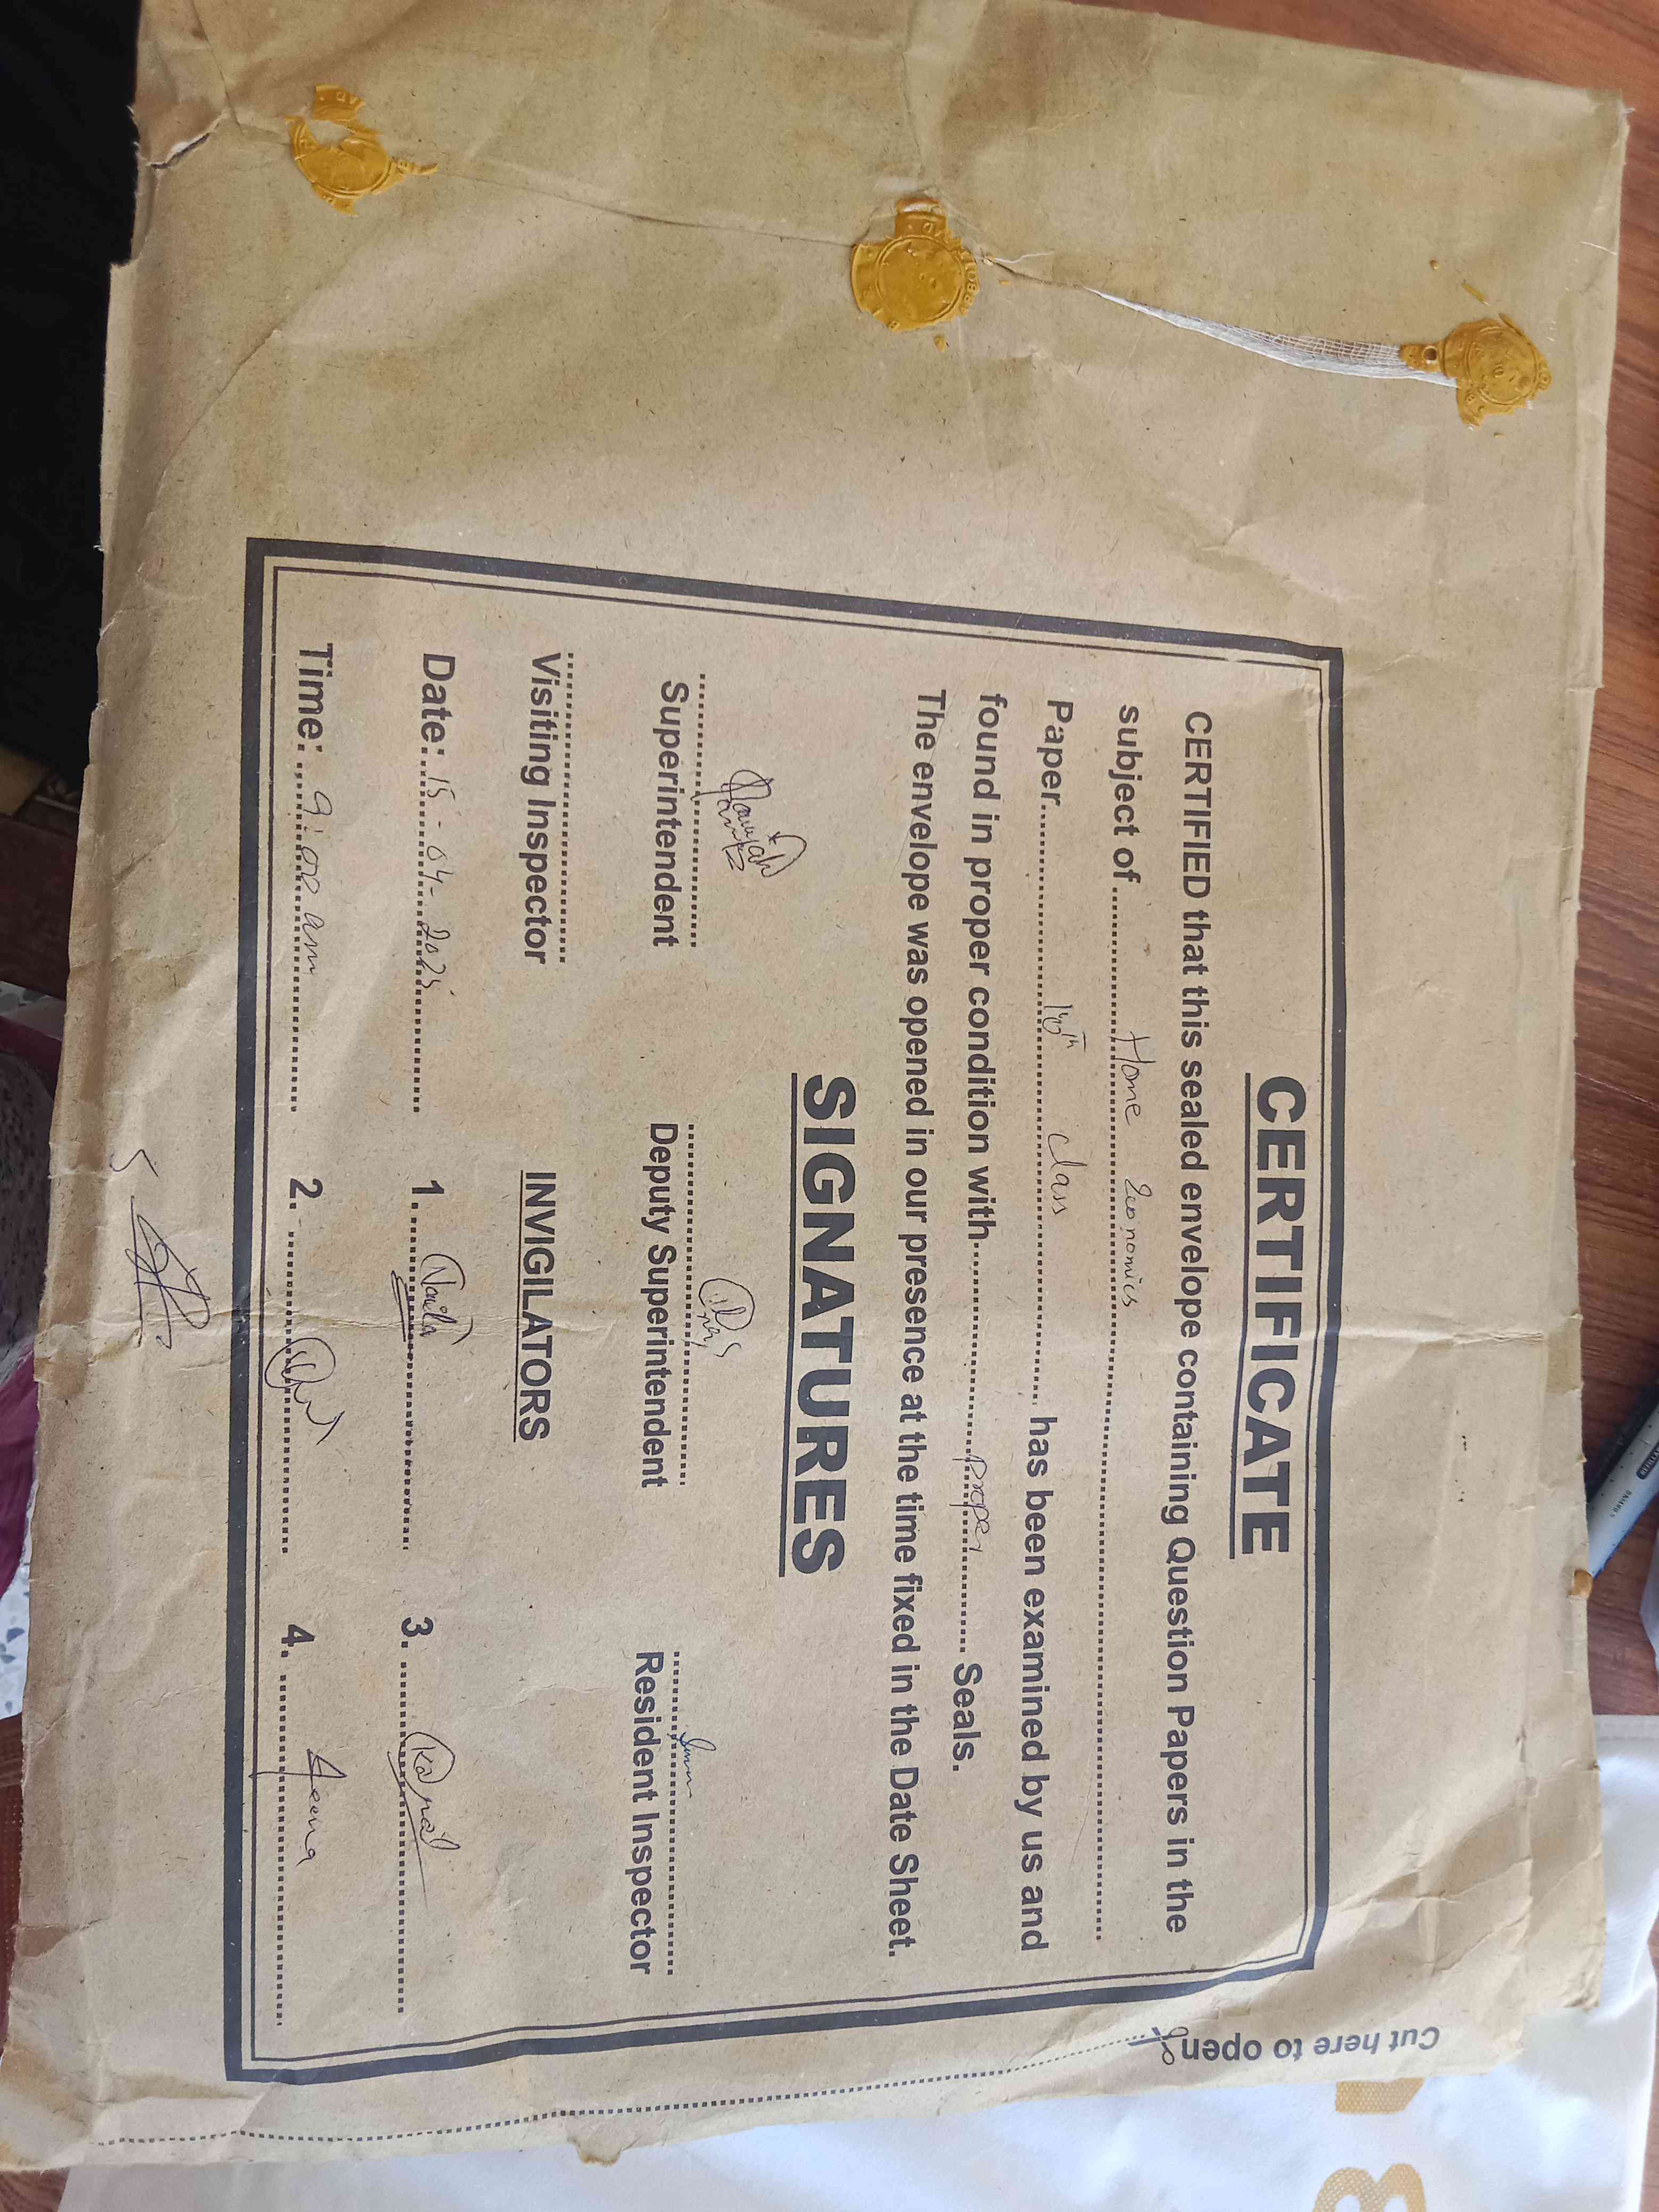 CERTIFICATE
CERTIFIED that this sealed envelope containing Question Papers in the
subject of.......... Home Economics ..........
Paper.......... 10th class .......... has been examined by us and
found in proper condition with.......... proper .......... Seals.
The envelope was opened in our presence at the time fixed in the Date Sheet.
SIGNATURES
Superintendent Deputy Superintendent Resident Inspector
Visiting Inspector INVIGILATORS
Date: 15-04-2025 1. Naila 3.
Time: 9:00 am 2. 4.
Cut here to open